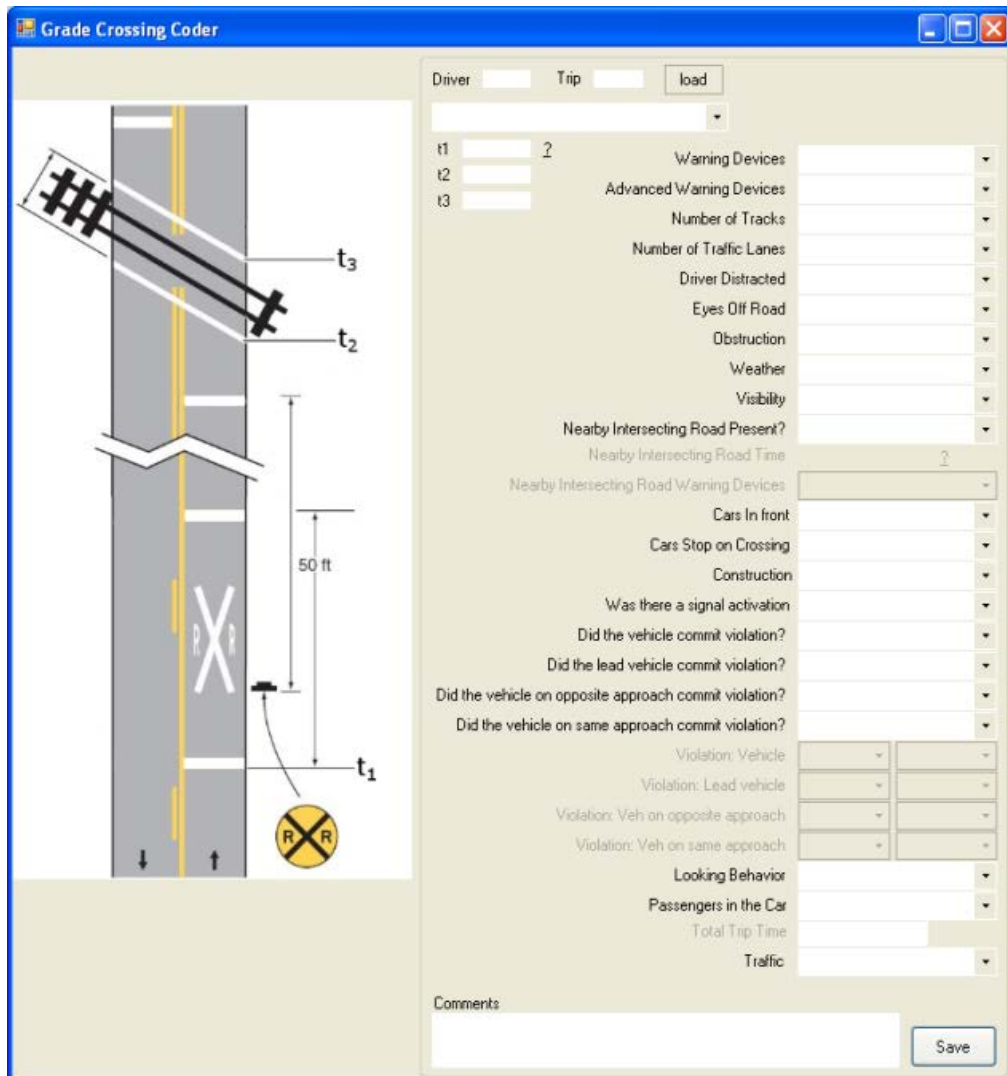 Grade Crossing Coder
Driver Trip load
t1 ?
t2
t3
Warning Devices
Advanced Warning Devices
Number of Tracks
Number of Traffic Lanes
Driver Distracted
Eyes Off Road
Obstruction
Weather
Visibility
Nearby Intersecting Road Present?
Nearby Intersecting Road Time ?
Nearby Intersecting Road Warning Devices
Cars In front
Cars Stop on Crossing
Construction
Was there a signal activation
Did the vehicle commit violation?
Did the lead vehicle commit violation?
Did the vehicle on opposite approach commit violation?
Did the vehicle on same approach commit violation?
Violation: Vehicle
Violation: Lead vehicle
Violation: Veh on opposite approach
Violation: Veh on same approach
Looking Behavior
Passengers in the Car
Total Trip Time
Traffic
Comments
Save
t3
t2
50 ft
R R
t1
R R